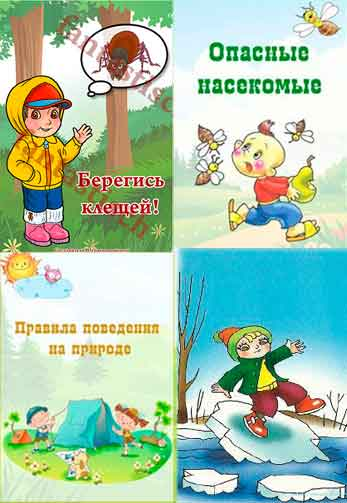 Берегись
клещей!
Опасные
насекомые
Правила поведения
на природе